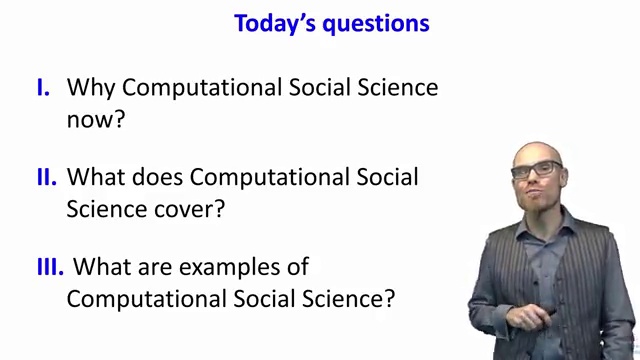 Today's questions
I. Why Computational Social Science
now?
II. What does Computational Social
Science cover?
III. What are examples of
Computational Social Science?